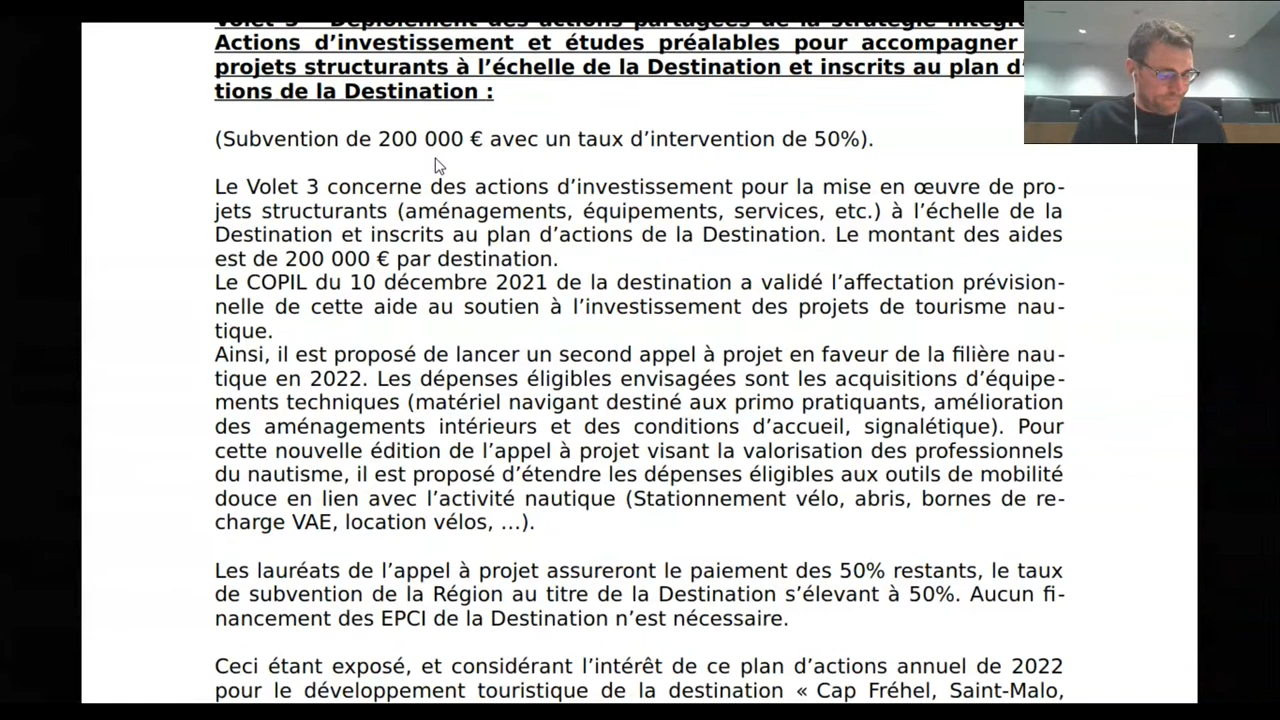 Volet 3 – Déploiement des actions partagées de la stratégie
Actions d’investissement et études préalables pour accompagner
projets structurants à l’échelle de la Destination et inscrits au plan d’
tions de la Destination :
(Subvention de 200 000 € avec un taux d’intervention de 50%).
Le Volet 3 concerne des actions d’investissement pour la mise en œuvre de pro-
jets structurants (aménagements, équipements, services, etc.) à l’échelle de la
Destination et inscrits au plan d’actions de la Destination. Le montant des aides
est de 200 000 € par destination.
Le COPIL du 10 décembre 2021 de la destination a validé l’affectation prévision-
nelle de cette aide au soutien à l’investissement des projets de tourisme nau-
tique.
Ainsi, il est proposé de lancer un second appel à projet en faveur de la filière nau-
tique en 2022. Les dépenses éligibles envisagées sont les acquisitions d’équipe-
ments techniques (matériel navigant destiné aux primo pratiquants, amélioration
des aménagements intérieurs et des conditions d’accueil, signalétique). Pour
cette nouvelle édition de l’appel à projet visant la valorisation des professionnels
du nautisme, il est proposé d’étendre les dépenses éligibles aux outils de mobilité
douce en lien avec l’activité nautique (Stationnement vélo, abris, bornes de re-
charge VAE, location vélos, …).
Les lauréats de l’appel à projet assureront le paiement des 50% restants, le taux
de subvention de la Région au titre de la Destination s’élevant à 50%. Aucun fi-
nancement des EPCI de la Destination n’est nécessaire.
Ceci étant exposé, et considérant l’intérêt de ce plan d’actions annuel de 2022
pour le développement touristique de la destination « Cap Fréhel, Saint-Malo,